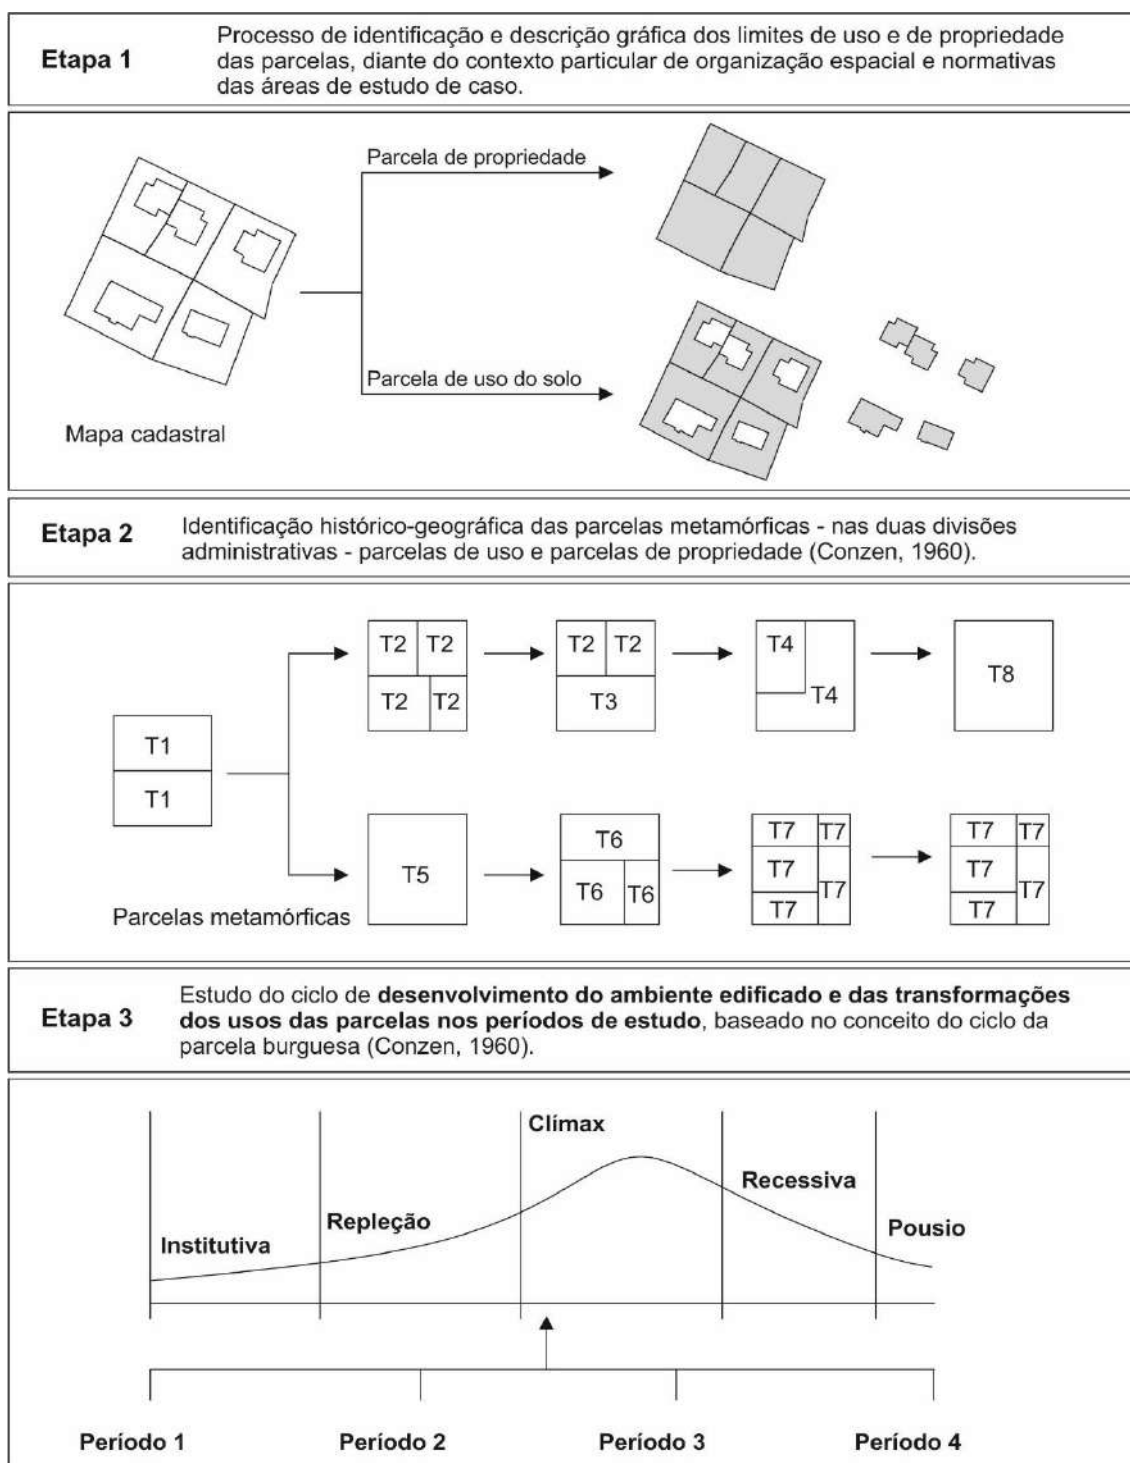 Etapa 1
Processo de identificação e descrição gráfica dos limites de uso e de propriedade
das parcelas, diante do contexto particular de organização espacial e normativas
das áreas de estudo de caso.
Parcela de propriedade
Parcela de uso do solo
Mapa cadastral
Etapa 2
Identificação histórico-geográfica das parcelas metamórficas - nas duas divisões
administrativas - parcelas de uso e parcelas de propriedade (Conzen, 1960).
T1
T1
T2 T2
T2 T2
T2 T2
T3
T4
T4
T8
T5
T6
T6 T6
T7 T7
T7
T7
T7
T7 T7
T7
T7
T7
Parcelas metamórficas
Etapa 3
Estudo do ciclo de desenvolvimento do ambiente edificado e das transformações
dos usos das parcelas nos períodos de estudo, baseado no conceito do ciclo da
parcela burguesa (Conzen, 1960).
Institutiva
Repleção
Clímax
Recessiva
Pousio
Período 1 Período 2 Período 3 Período 4